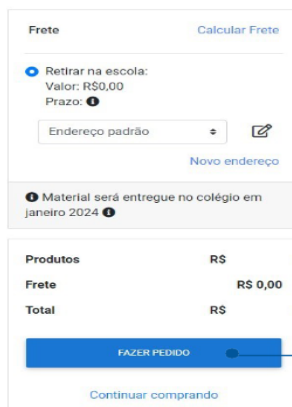 Frete Calcular Frete
Retirar na escola:
Valor: R$0,00
Prazo:
Endereço padrão
Novo endereço
Material será entregue no colégio em
janeiro 2024
Produtos R$
Frete R$ 0,00
Total R$
FAZER PEDIDO
Continuar comprando